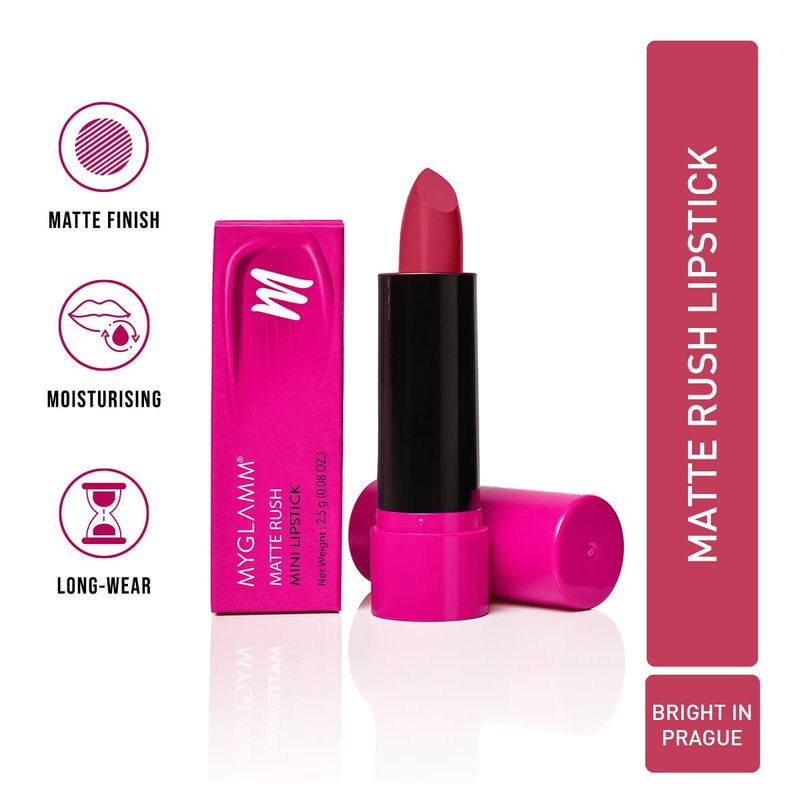 MATTE FINISH
MOISTURISING
LONG-WEAR
M
MYGLAMM®
MATTE RUSH
MINI LIPSTICK
Net Weight : 2.5 g (0.08 OZ.)
MATTE RUSH LIPSTICK
BRIGHT IN
PRAGUE